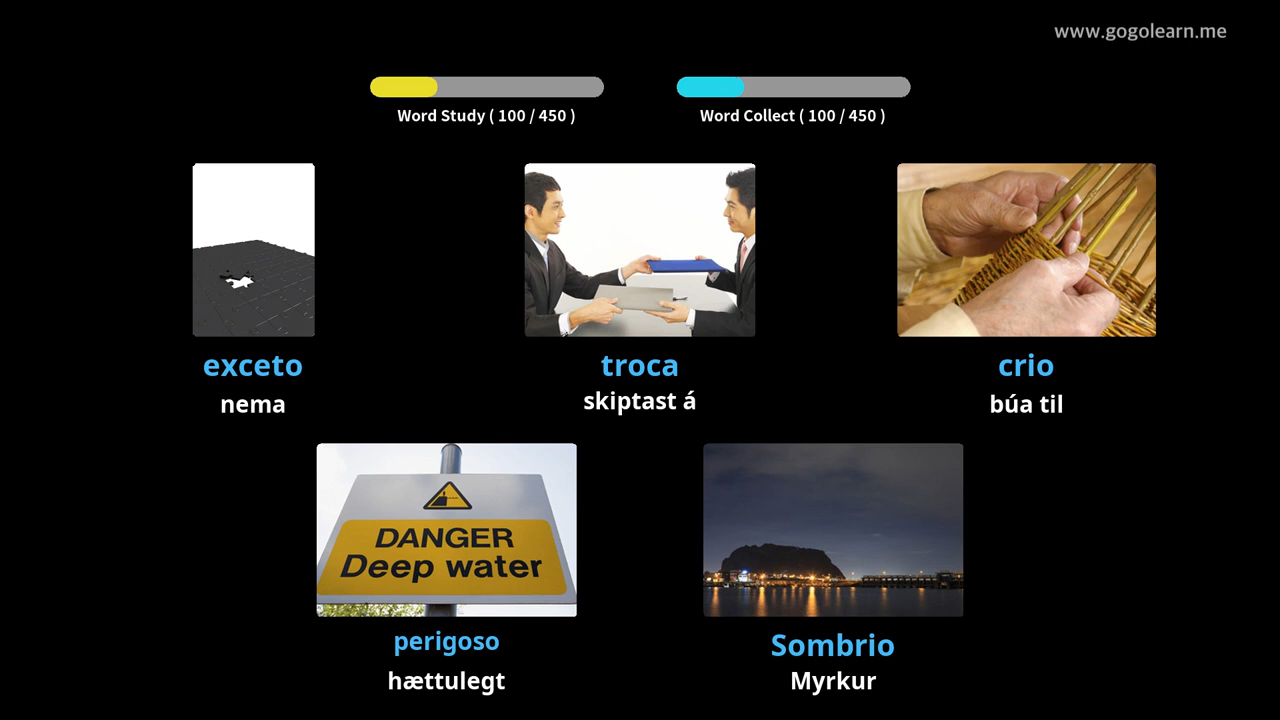 www.gogolearn.me
Word Study ( 100 / 450 )
Word Collect ( 100 / 450 )
exceto
nema
troca
skiptast á
crio
búa til
DANGER
Deep water
perigoso
hættulegt
Sombrio
Myrkur